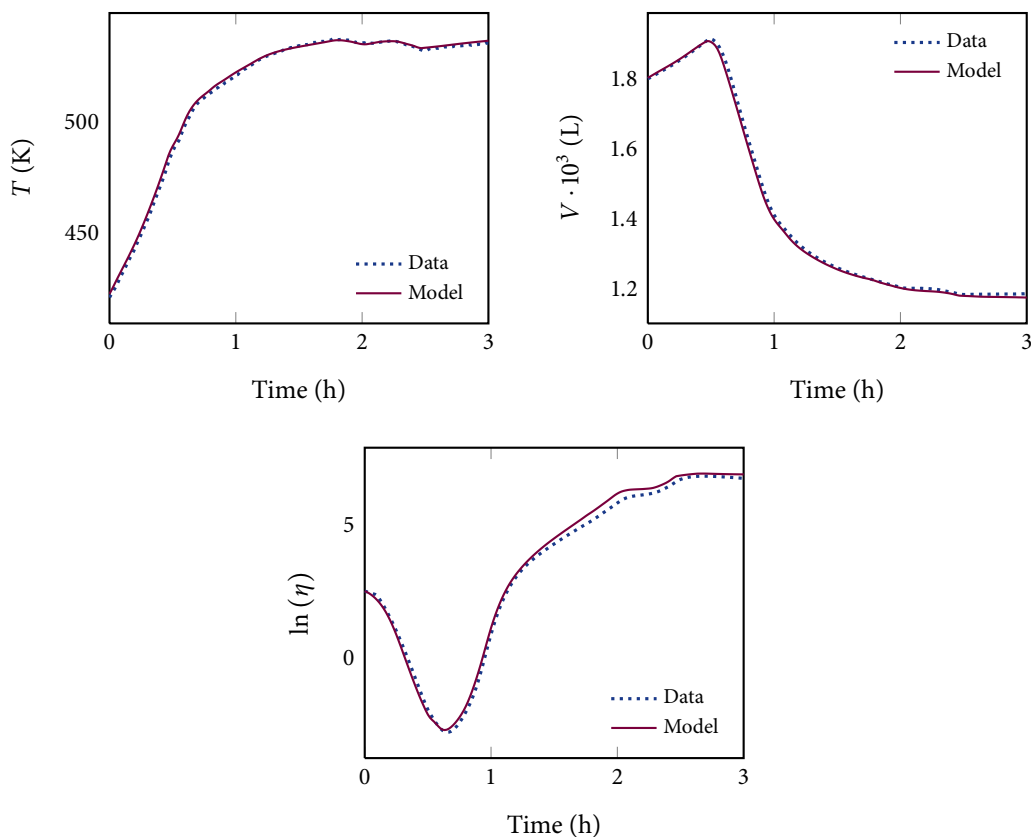 T (K)
500
450
Data
Model
0 1 2 3
Time (h)
V · 10³ (L)
1.8
1.6
1.4
1.2
Data
Model
0 1 2 3
Time (h)
ln (η)
5
0
Data
Model
0 1 2 3
Time (h)